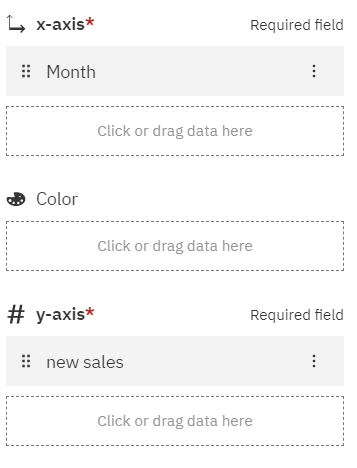 x-axis* Required field
Month
Click or drag data here
Color
Click or drag data here
# y-axis* Required field
new sales
Click or drag data here